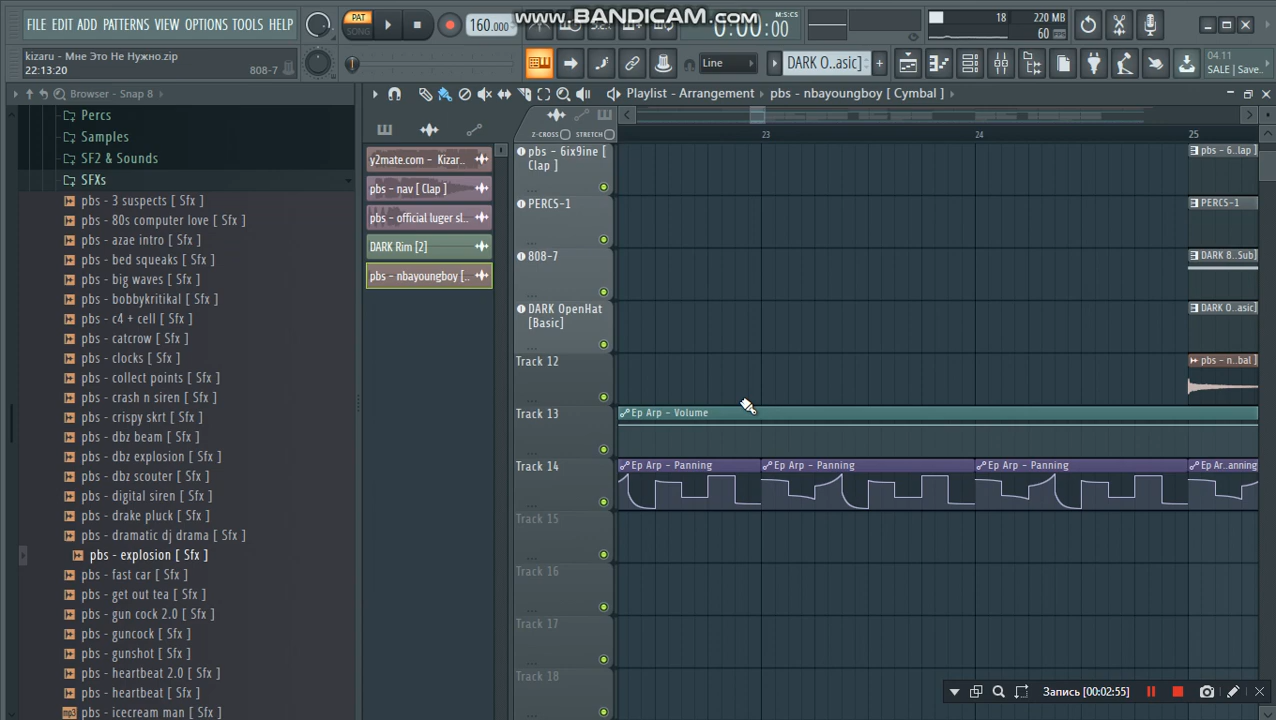 FILE EDIT ADD PATTERNS VIEW OPTIONS TOOLS HELP
PAT
SONG
160.000
www.BANDICAM.com
M:S:CS
0:00:00
18
220 MB
60
FPS
kizaru - Мне Это Не Нужно.zip
22:13:20
808-7
Line
DARK O..asic]
04:11
SALE | Save..
Browser - Snap 8
Playlist - Arrangement
pbs - nbayoungboy [ Cymbal ]
Percs
Samples
SF2 & Sounds
SFXs
pbs - 3 suspects [ Sfx ]
pbs - 80s computer love [ Sfx ]
pbs - azae intro [ Sfx ]
pbs - bed squeaks [ Sfx ]
pbs - big waves [ Sfx ]
pbs - bobbykritikal [ Sfx ]
pbs - c4 + cell [ Sfx ]
pbs - catcrow [ Sfx ]
pbs - clocks [ Sfx ]
pbs - collect points [ Sfx ]
pbs - crash n siren [ Sfx ]
pbs - crispy skrt [ Sfx ]
pbs - dbz beam [ Sfx ]
pbs - dbz explosion [ Sfx ]
pbs - dbz scouter [ Sfx ]
pbs - digital siren [ Sfx ]
pbs - drake pluck [ Sfx ]
pbs - dramatic dj drama [ Sfx ]
pbs - explosion [ Sfx ]
pbs - fast car [ Sfx ]
pbs - get out tea [ Sfx ]
pbs - gun cock 2.0 [ Sfx ]
pbs - guncock [ Sfx ]
pbs - gunshot [ Sfx ]
pbs - heartbeat 2.0 [ Sfx ]
pbs - heartbeat [ Sfx ]
pbs - icecream man [ Sfx ]
y2mate.com - Kizar..
pbs - nav [ Clap ]
pbs - official luger sl..
DARK Rim [2]
pbs - nbayoungboy [..
Z-CROSS
STRETCH
23
24
25
pbs - 6ix9ine [
Clap ]
pbs - 6..lap ]
PERCS-1
PERCS-1
808-7
DARK 8..Sub]
DARK OpenHat
[Basic]
DARK O..asic]
Track 12
pbs - n..bal ]
Track 13
Ep Arp - Volume
Track 14
Ep Arp - Panning
Ep Arp - Panning
Ep Arp - Panning
Ep Ar..anning
Track 15
Track 16
Track 17
Track 18
Запись [00:02:55]